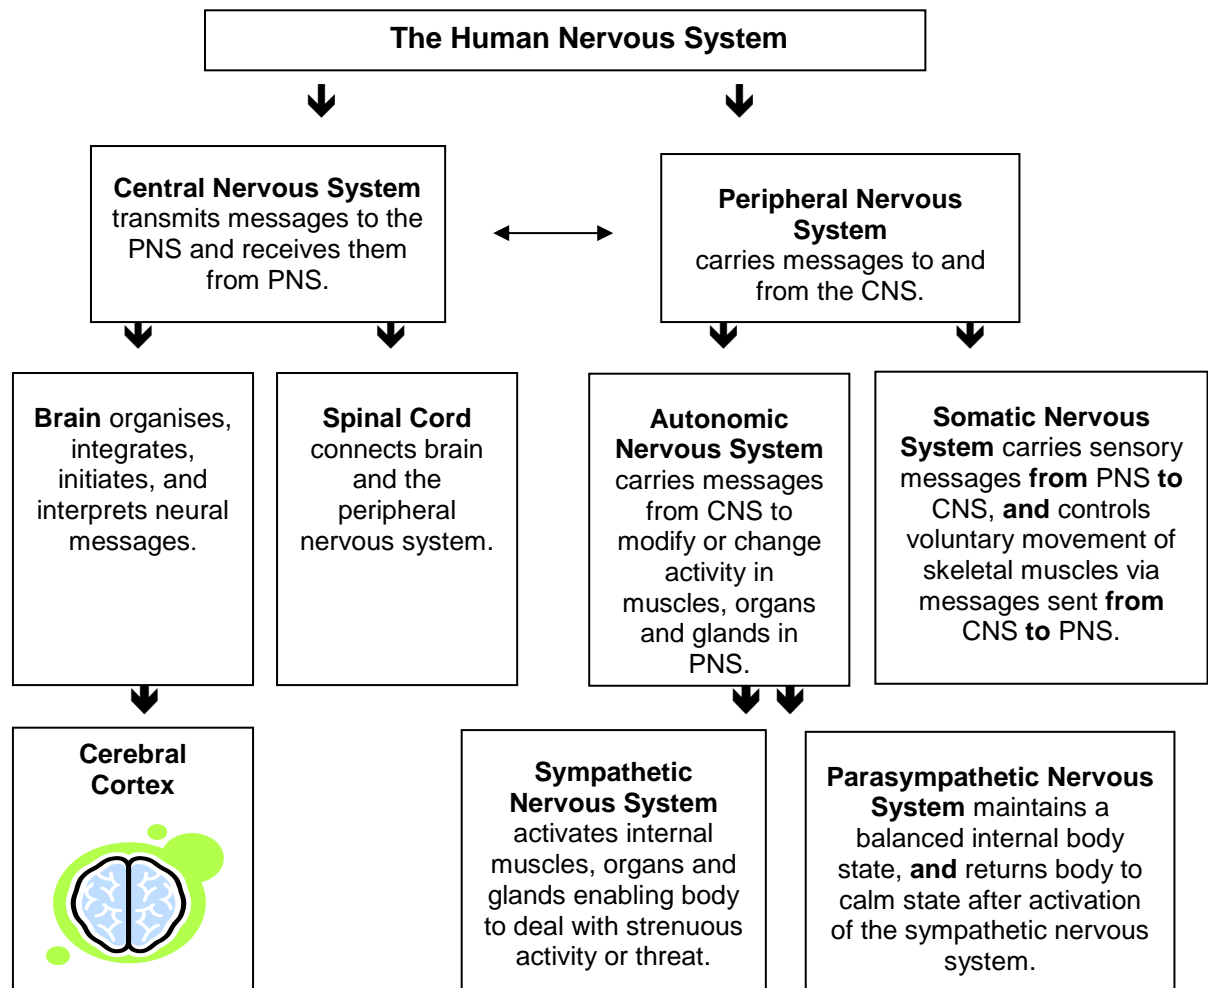 The Human Nervous System
Central Nervous System
transmits messages to the
PNS and receives them
from PNS.
Peripheral Nervous
System
carries messages to and
from the CNS.
Brain organises,
integrates,
initiates, and
interprets neural
messages.
Spinal Cord
connects brain
and the
peripheral
nervous system.
Autonomic
Nervous System
carries messages
from CNS to
modify or change
activity in
muscles, organs
and glands in
PNS.
Somatic Nervous
System carries sensory
messages from PNS to
CNS, and controls
voluntary movement of
skeletal muscles via
messages sent from
CNS to PNS.
Cerebral
Cortex
Sympathetic
Nervous System
activates internal
muscles, organs and
glands enabling body
to deal with strenuous
activity or threat.
Parasympathetic Nervous
System maintains a
balanced internal body
state, and returns body to
calm state after activation
of the sympathetic nervous
system.